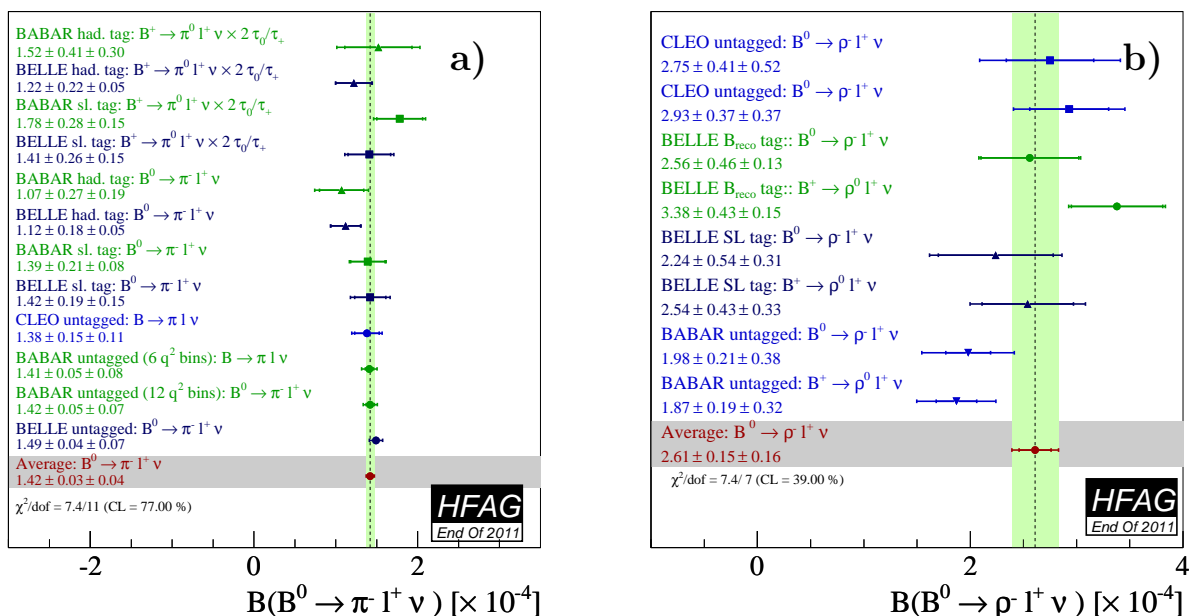 BABAR had. tag: B⁺ → π⁰ l⁺ ν × 2 τ₀/τ₊
1.52 ± 0.41 ± 0.30
BELLE had. tag: B⁺ → π⁰ l⁺ ν × 2 τ₀/τ₊
1.22 ± 0.22 ± 0.05
BABAR sl. tag: B⁺ → π⁰ l⁺ ν × 2 τ₀/τ₊
1.78 ± 0.28 ± 0.15
BELLE sl. tag: B⁺ → π⁰ l⁺ ν × 2 τ₀/τ₊
1.41 ± 0.26 ± 0.15
BABAR had. tag: B⁰ → π⁻ l⁺ ν
1.07 ± 0.27 ± 0.19
BELLE had. tag: B⁰ → π⁻ l⁺ ν
1.12 ± 0.18 ± 0.05
BABAR sl. tag: B⁰ → π⁻ l⁺ ν
1.39 ± 0.21 ± 0.08
BELLE sl. tag: B⁰ → π⁻ l⁺ ν
1.42 ± 0.19 ± 0.15
CLEO untagged: B → π l ν
1.38 ± 0.15 ± 0.11
BABAR untagged (6 q² bins): B → π l ν
1.41 ± 0.05 ± 0.08
BABAR untagged (12 q² bins): B⁰ → π⁻ l⁺ ν
1.42 ± 0.05 ± 0.07
BELLE untagged: B⁰ → π⁻ l⁺ ν
1.49 ± 0.04 ± 0.07
Average: B⁰ → π⁻ l⁺ ν
1.42 ± 0.03 ± 0.04
χ²/dof = 7.4/11 (CL = 77.00 %)
a)
HFAG
End Of 2011
-2 0 2
B(B⁰ → π⁻ l⁺ ν ) [× 10⁻⁴]
CLEO untagged: B⁰ → ρ⁻ l⁺ ν
2.75 ± 0.41 ± 0.52
CLEO untagged: B⁰ → ρ⁻ l⁺ ν
2.93 ± 0.37 ± 0.37
BELLE B_reco tag:: B⁰ → ρ⁻ l⁺ ν
2.56 ± 0.46 ± 0.13
BELLE B_reco tag:: B⁺ → ρ⁰ l⁺ ν
3.38 ± 0.43 ± 0.15
BELLE SL tag: B⁰ → ρ⁻ l⁺ ν
2.24 ± 0.54 ± 0.31
BELLE SL tag: B⁺ → ρ⁰ l⁺ ν
2.54 ± 0.43 ± 0.33
BABAR untagged: B⁰ → ρ⁻ l⁺ ν
1.98 ± 0.21 ± 0.38
BABAR untagged: B⁺ → ρ⁰ l⁺ ν
1.87 ± 0.19 ± 0.32
Average: B⁰ → ρ⁻ l⁺ ν
2.61 ± 0.15 ± 0.16
χ²/dof = 7.4/ 7 (CL = 39.00 %)
b)
HFAG
End Of 2011
0 2 4
B(B⁰ → ρ⁻ l⁺ ν ) [× 10⁻⁴]